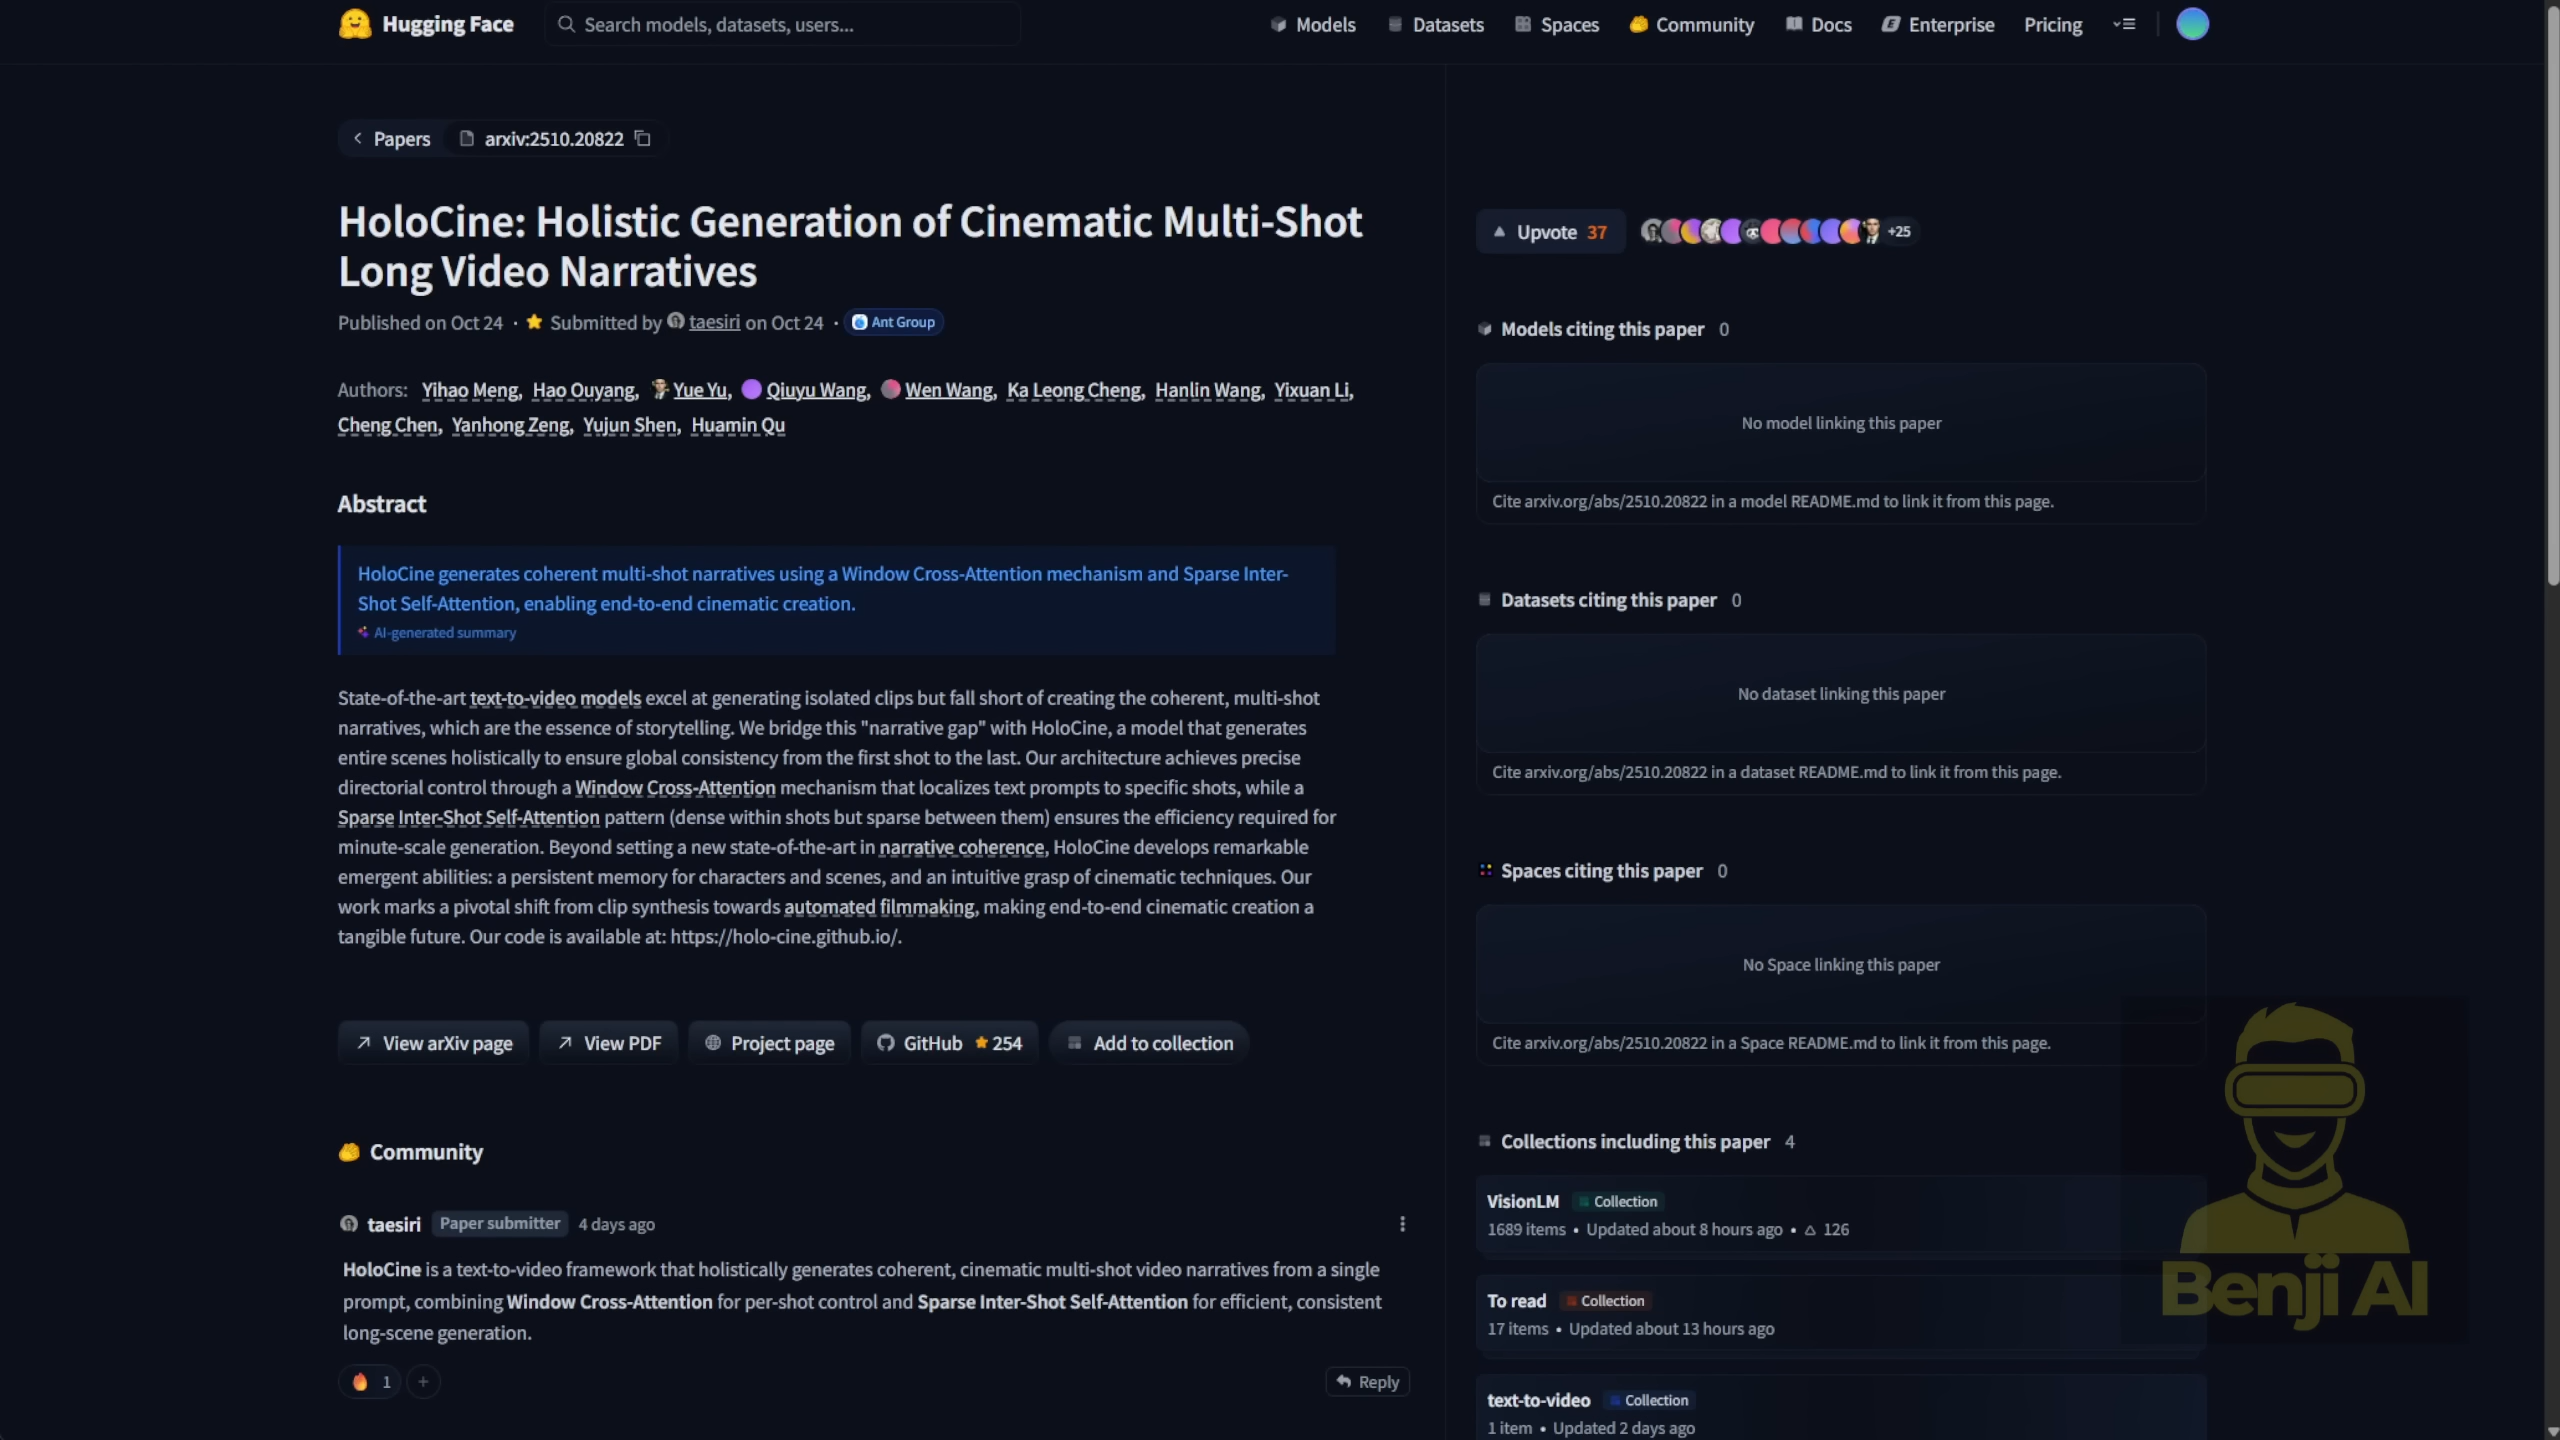 Hugging Face
Search models, datasets, users...
Models
Datasets
Spaces
Community
Docs
Enterprise
Pricing
Papers
arxiv:2510.20822
HoloCine: Holistic Generation of Cinematic Multi-Shot
Long Video Narratives
Published on Oct 24 · Submitted by taesiri on Oct 24 · Ant Group
Authors: Yihao Meng, Hao Ouyang, Yue Yu, Qiuyu Wang, Wen Wang, Ka Leong Cheng, Hanlin Wang, Yixuan Li,
Cheng Chen, Yanhong Zeng, Yujun Shen, Huamin Qu
Abstract
HoloCine generates coherent multi-shot narratives using a Window Cross-Attention mechanism and Sparse Inter-
Shot Self-Attention, enabling end-to-end cinematic creation.
AI-generated summary
State-of-the-art text-to-video models excel at generating isolated clips but fall short of creating the coherent, multi-shot
narratives, which are the essence of storytelling. We bridge this "narrative gap" with HoloCine, a model that generates
entire scenes holistically to ensure global consistency from the first shot to the last. Our architecture achieves precise
directorial control through a Window Cross-Attention mechanism that localizes text prompts to specific shots, while a
Sparse Inter-Shot Self-Attention pattern (dense within shots but sparse between them) ensures the efficiency required for
minute-scale generation. Beyond setting a new state-of-the-art in narrative coherence, HoloCine develops remarkable
emergent abilities: a persistent memory for characters and scenes, and an intuitive grasp of cinematic techniques. Our
work marks a pivotal shift from clip synthesis towards automated filmmaking, making end-to-end cinematic creation a
tangible future. Our code is available at: https://holo-cine.github.io/.
View arXiv page
View PDF
Project page
GitHub 254
Add to collection
Community
taesiri Paper submitter 4 days ago
HoloCine is a text-to-video framework that holistically generates coherent, cinematic multi-shot video narratives from a single
prompt, combining Window Cross-Attention for per-shot control and Sparse Inter-Shot Self-Attention for efficient, consistent
long-scene generation.
1 +
Reply
Upvote 37
+25
Models citing this paper 0
No model linking this paper
Cite arxiv.org/abs/2510.20822 in a model README.md to link it from this page.
Datasets citing this paper 0
No dataset linking this paper
Cite arxiv.org/abs/2510.20822 in a dataset README.md to link it from this page.
Spaces citing this paper 0
No Space linking this paper
Cite arxiv.org/abs/2510.20822 in a Space README.md to link it from this page.
Collections including this paper 4
VisionLM Collection
1689 items • Updated about 8 hours ago • 126
To read Collection
17 items • Updated about 13 hours ago
text-to-video Collection
1 item • Updated 2 days ago
Benji AI